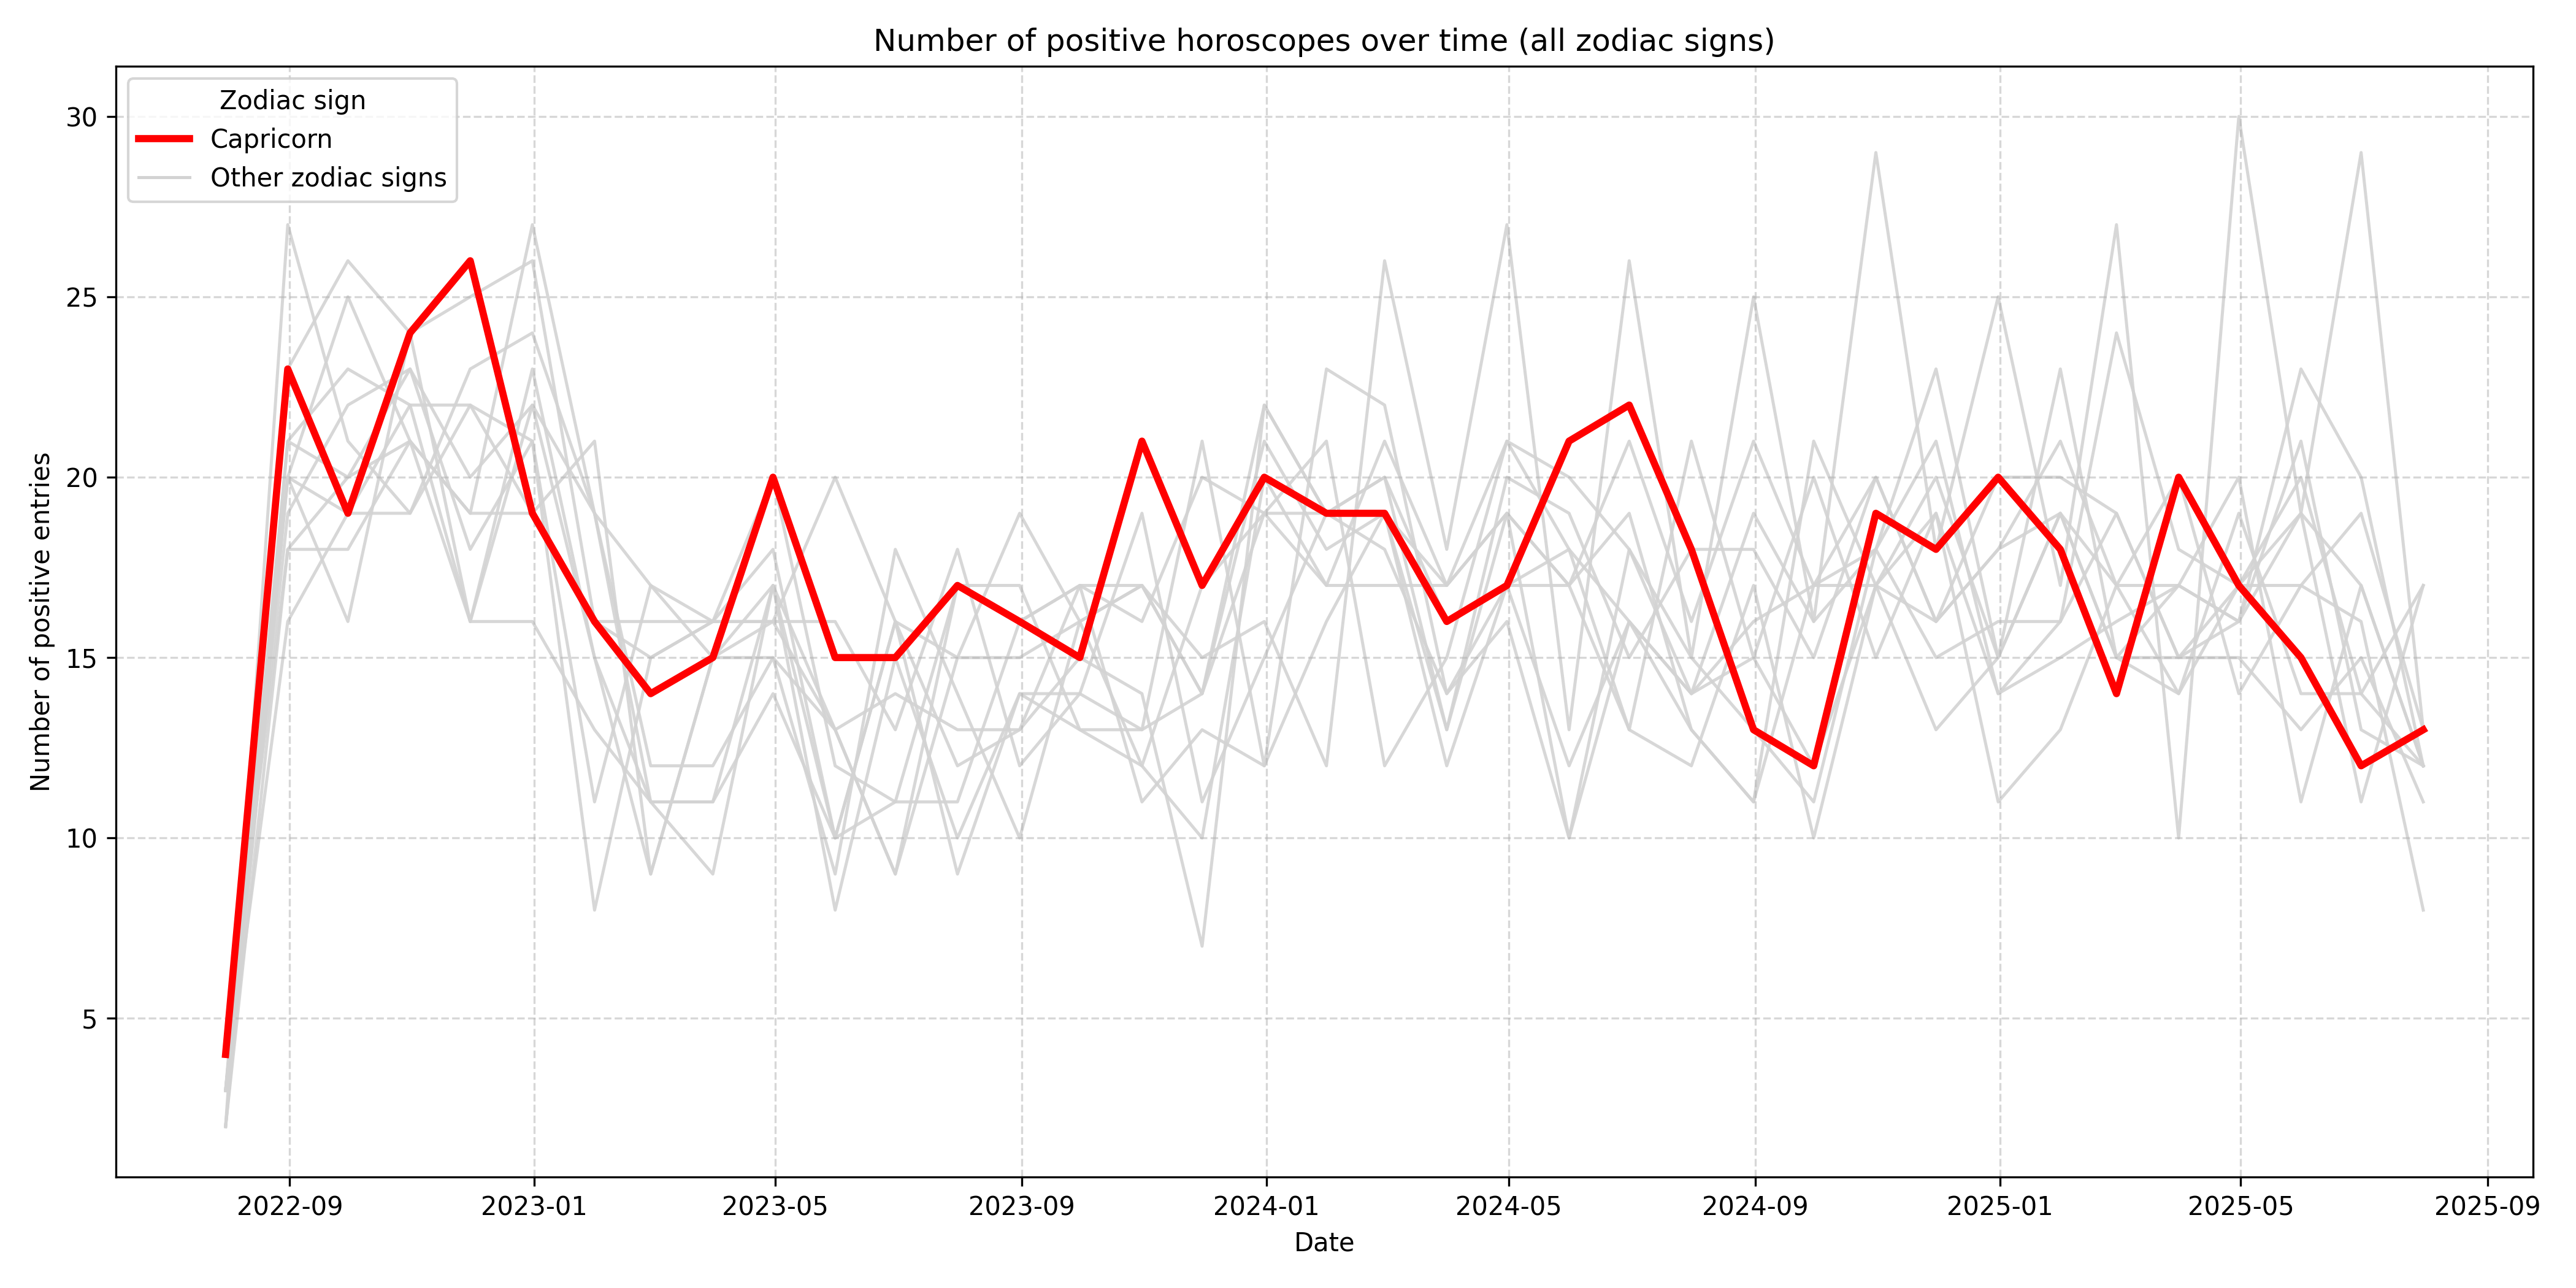 Number of positive horoscopes over time (all zodiac signs)
Zodiac sign
Capricorn
Other zodiac signs
Number of positive entries
30
25
20
15
10
5
2022-09
2023-01
2023-05
2023-09
2024-01
2024-05
2024-09
2025-01
2025-05
2025-09
Date